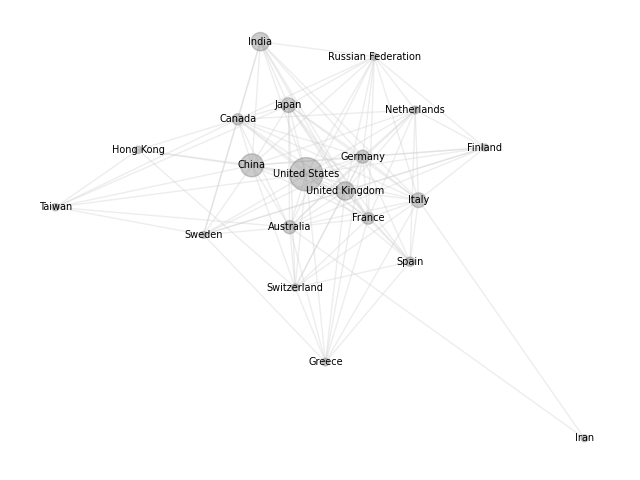 India
Russian Federation
Japan
Netherlands
Canada
Hong Kong
Finland
Germany
China
United States
United Kingdom
Italy
Taiwan
France
Australia
Sweden
Spain
Switzerland
Greece
Iran